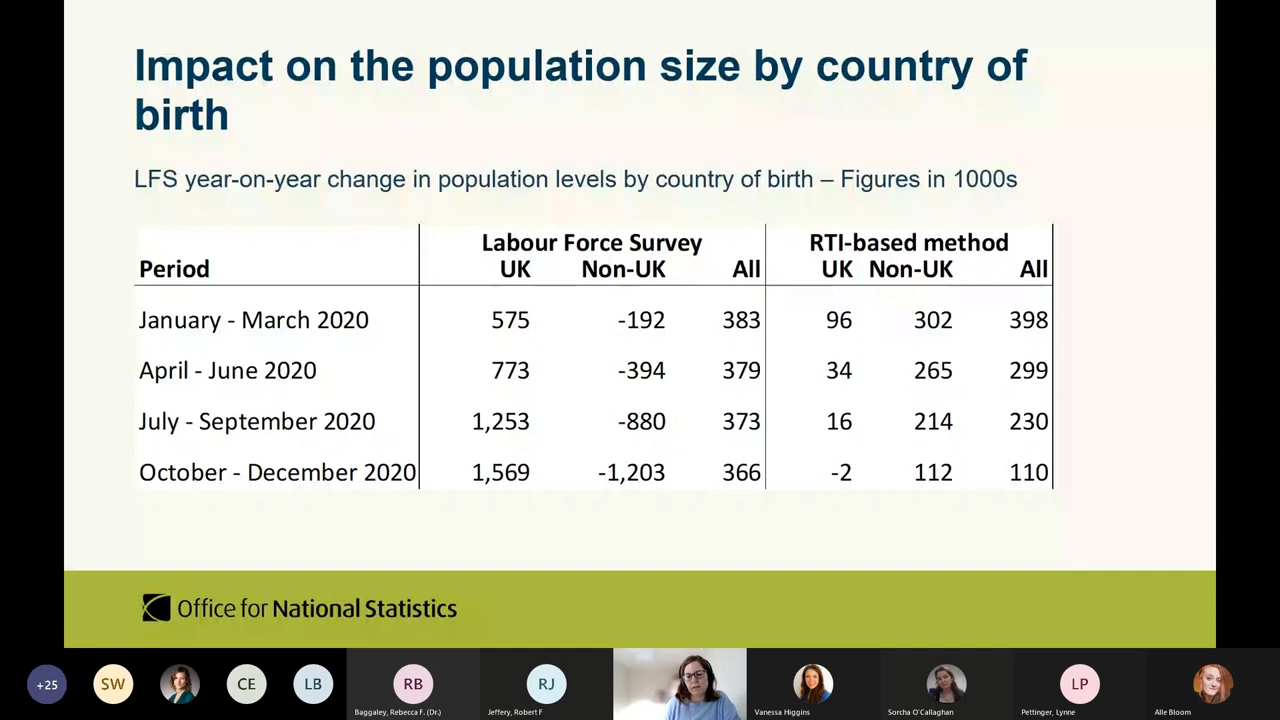 Impact on the population size by country of
birth
LFS year-on-year change in population levels by country of birth – Figures in 1000s
Labour Force Survey RTI-based method
Period UK Non-UK All UK Non-UK All
January - March 2020 575 -192 383 96 302 398
April - June 2020 773 -394 379 34 265 299
July - September 2020 1,253 -880 373 16 214 230
October - December 2020 1,569 -1,203 366 -2 112 110
Office for National Statistics
+25 SW CE LB RB RJ LP
Baggaley, Rebecca F. (Dr.) Jeffery, Robert F Vanessa Higgins Sorcha O'Callaghan Pettinger, Lynne Alle Bloom